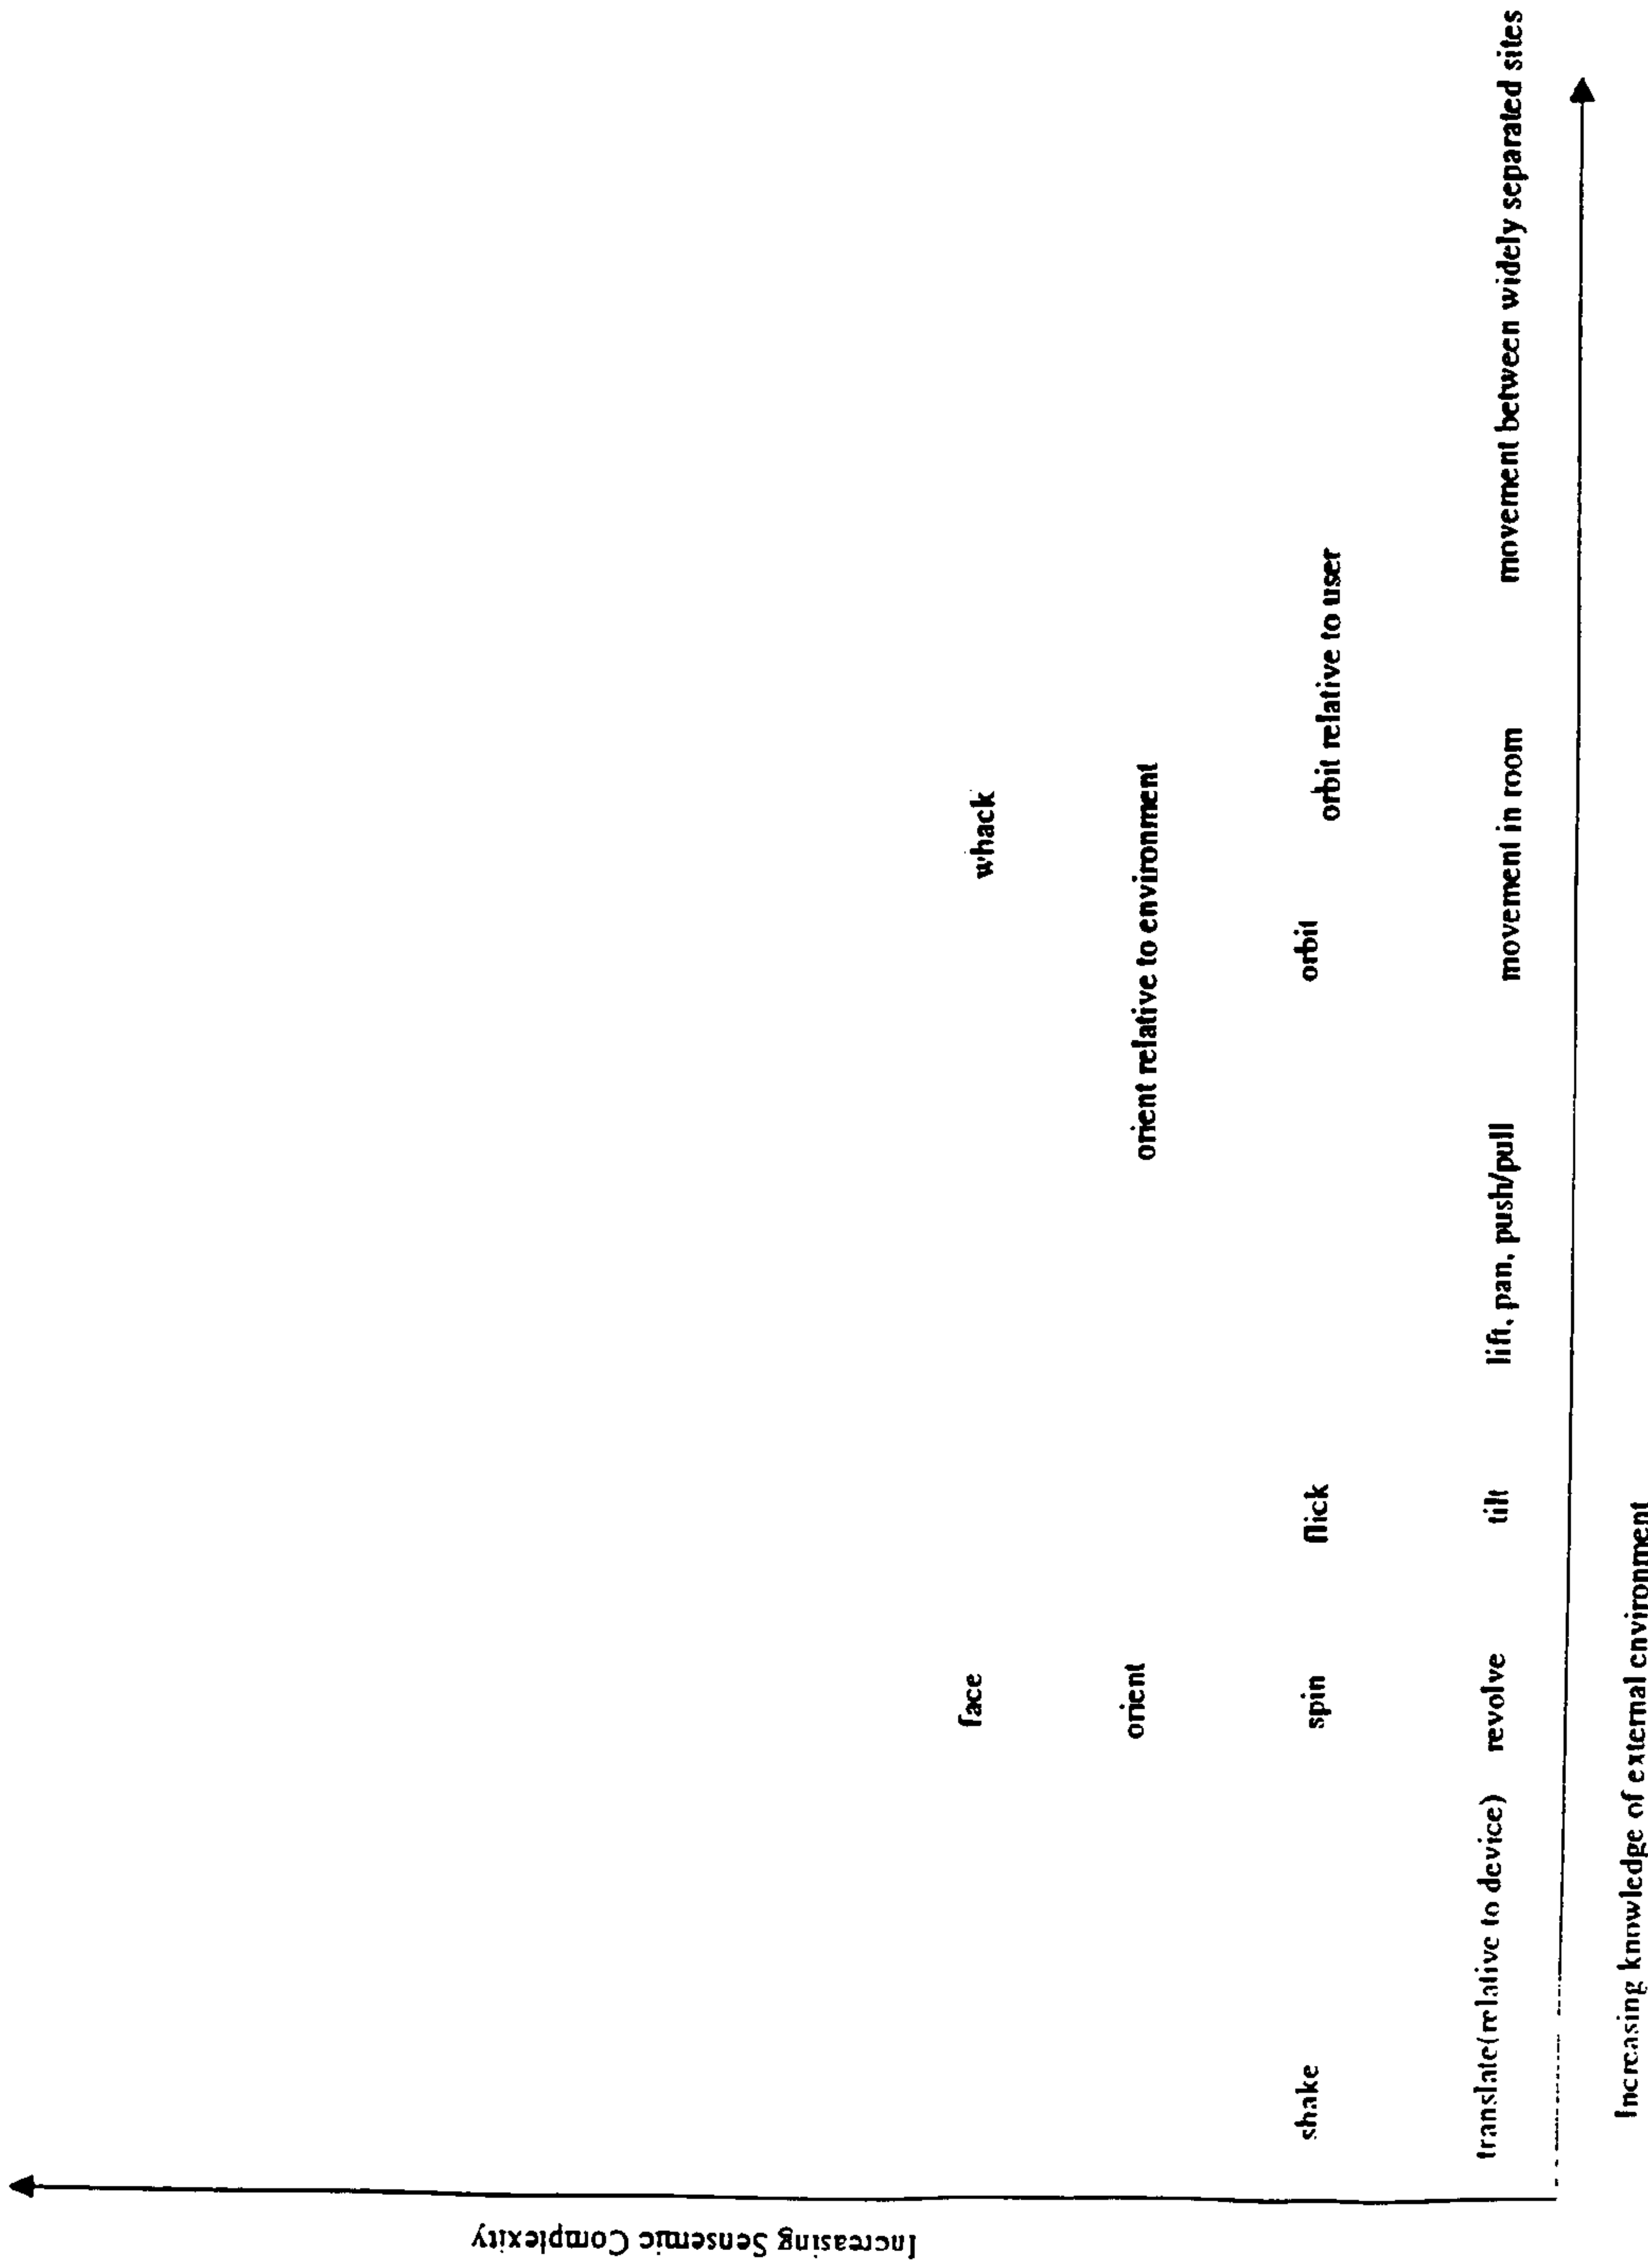 Increasing Sensemic Complexity
face
whack
orient
orient relative to environment
shake
spin
flick
orbit
orbit relative to user
translate(relative to device)
revolve
tilt
lift, pan, push/pull
movement in room
movement between widely separated sites
Increasing knowledge of external environment